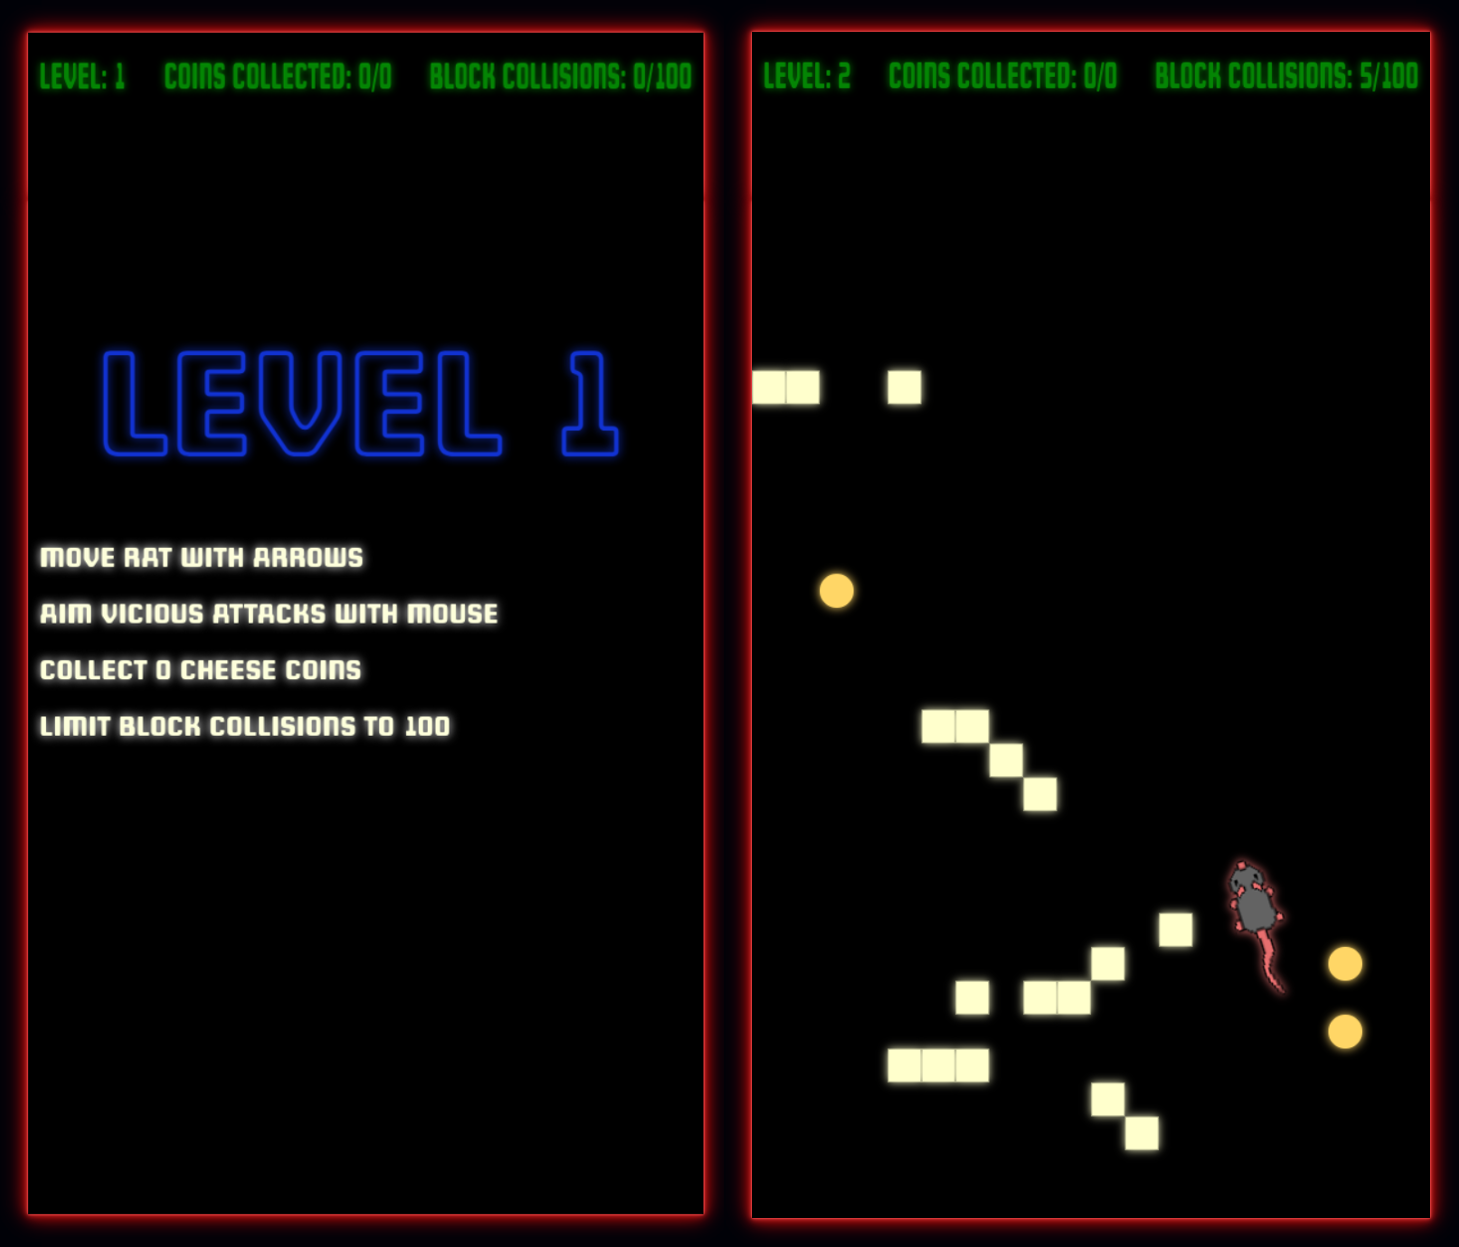 LEVEL: 1 COINS COLLECTED: 0/0 BLOCK COLLISIONS: 0/100
LEVEL 1
MOVE RAT WITH ARROWS
AIM VICIOUS ATTACKS WITH MOUSE
COLLECT 0 CHEESE COINS
LIMIT BLOCK COLLISIONS TO 100
LEVEL: 2 COINS COLLECTED: 0/0 BLOCK COLLISIONS: 5/100